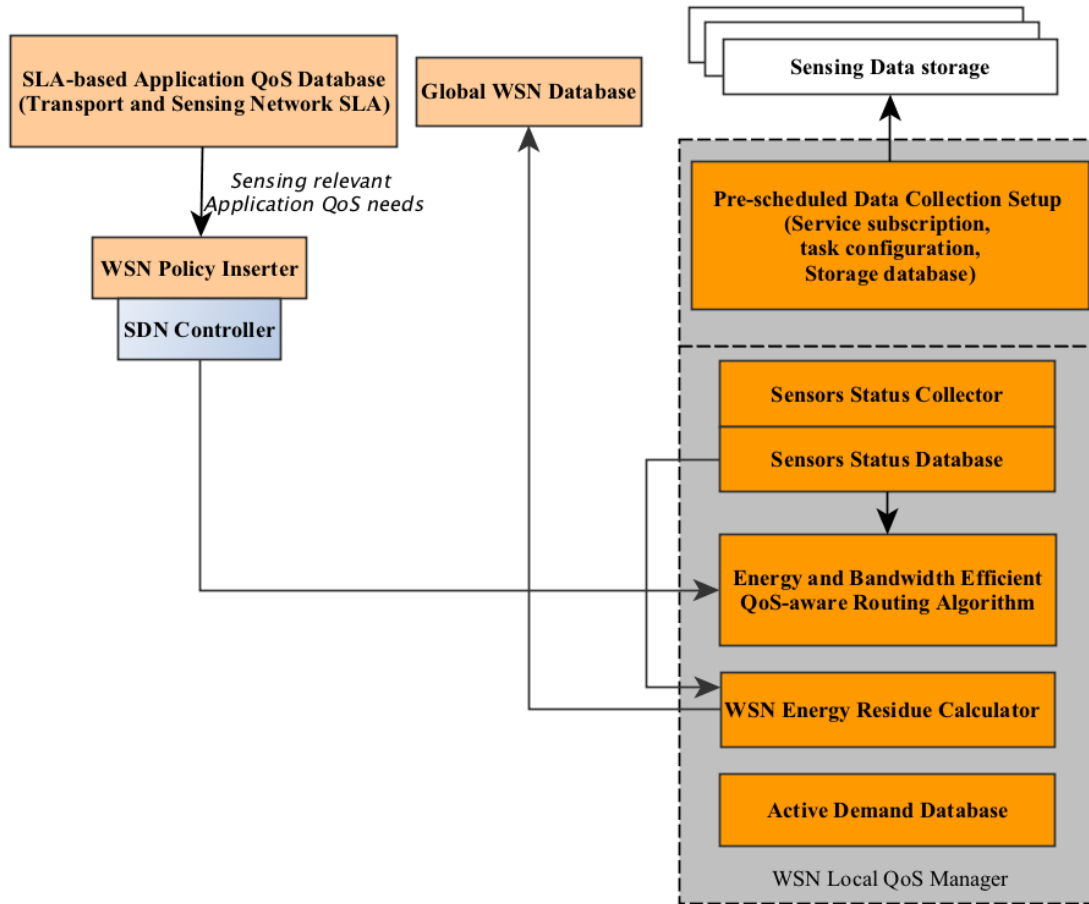 SLA-based Application QoS Database
(Transport and Sensing Network SLA)
Global WSN Database
Sensing Data storage
Sensing relevant
Application QoS needs
WSN Policy Inserter
SDN Controller
Pre-scheduled Data Collection Setup
(Service subscription,
task configuration,
Storage database)
Sensors Status Collector
Sensors Status Database
Energy and Bandwidth Efficient
QoS-aware Routing Algorithm
WSN Energy Residue Calculator
Active Demand Database
WSN Local QoS Manager